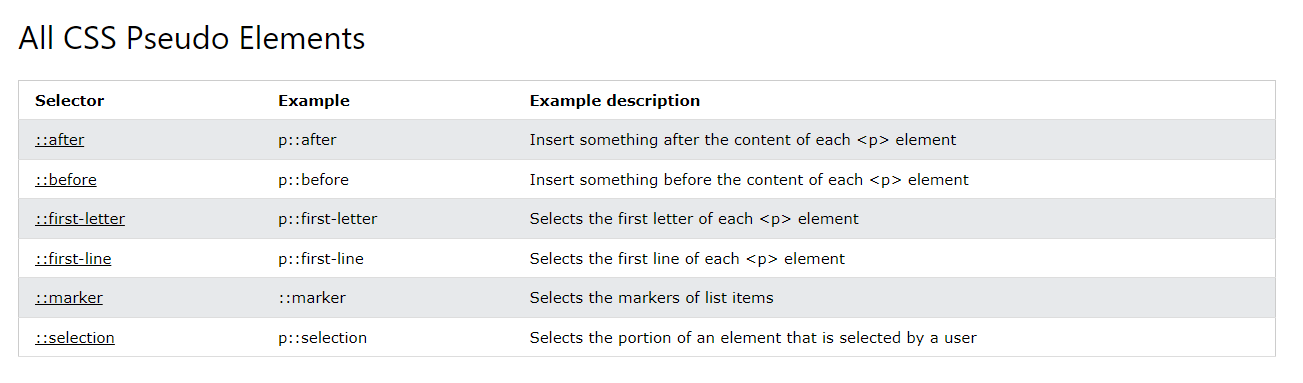 All CSS Pseudo Elements
Selector Example Example description
::after p::after Insert something after the content of each <p> element
::before p::before Insert something before the content of each <p> element
::first-letter p::first-letter Selects the first letter of each <p> element
::first-line p::first-line Selects the first line of each <p> element
::marker ::marker Selects the markers of list items
::selection p::selection Selects the portion of an element that is selected by a user